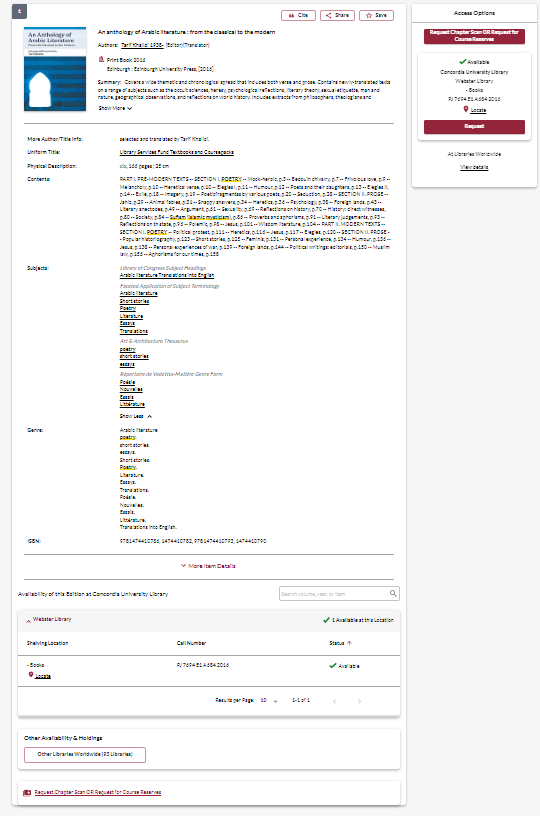 1
Cite
Share
Save
An anthology of Arabic literature : from the classical to the modern
Authors: Tarif Khalidi 1938- (Editor/Translator)
Print Book 2016
Edinburgh : Edinburgh University Press, [2016]
Summary: Covers a wide thematic and chronological spread that includes both verse and prose. Contains newly-translated texts
on a range of subjects such as the occult sciences, heresy, psychological reflections, literary theory, sexual etiquette, man and
nature, geographical observations, and reflections on world history. Includes extracts from philosophers, theologians and
Show More
An Anthology of
Arabic Literature
More Author/Title Info: selected and translated by Tarif Khalidi.
Uniform Title: Library Services Fund Textbooks and Coursepacks
Physical Description: xix, 166 pages ; 25 cm
Contents: PART I. PRE-MODERN TEXTS -- SECTION I. POETRY -- Mock-heroic, p.3 -- Bedouin chivalry, p.7 -- Frivolous love, p.9 --
Melancholy, p.10 -- Heretical verse, p.10 -- Elegies I, p.11 -- Humour, p.12 -- Poets and their daughters, p.13 -- Elegies II,
p.14 -- Exile, p.18 -- Imagery, p.19 -- Poetic fragments by various poets, p.20 -- Seduction, p.28 -- SECTION II. PROSE -
Jahiz, p.29 -- Animal fables, p.31 -- Snappy answers, p.34 -- Heretics, p.36 -- Psychology, p.38 -- Foreign lands, p.43 --
Literary anecdotes, p.49 -- Argument, p.61 -- Sexuality, p.69 -- Reflections on history, p.70 -- History: direct witnesses,
p.80 -- Society, p.84 -- Sufism (Islamic mysticism), p.86 -- Proverbs and aphorisms, p.91 -- Literary judgements, p.93 --
Reflections on state, p.96 -- Polemic, p.98 -- Jesus, p.101 -- Wisdom literature, p.104 -- PART II. MODERN TEXTS --
SECTION I. POETRY -- Political protest, p.111 -- Heretics, p.116 -- Jesus, p.117 -- Elegies, p.120 -- SECTION II. PROSE -
- Popular historiography, p.123 -- Short stories, p.125 -- Feminis, p.131 -- Personal experience, p.134 -- Humour, p.136 --
Jesus, p.138 -- Personal experiences of war, p.138 -- Foreign lands, p.144 -- Political writings: editorials, p.150 -- Muslim
law, p.156 -- Aphorisms for our times, p.158
Subjects: Library of Congress Subject Headings
Arabic literature Translations into English
Faceted Application of Subject Terminology
Arabic literature
Short stories
Poetry
Literature
Essays
Translations
Art & Architecture Thesaurus
poetry
short stories
essays
Répertoire de Vedettes-Matière Genre Form
Poésie
Nouvelles
Essais
Littérature
Show Less
Genre: Arabic literature
poetry.
short stories.
essays.
Short stories.
Poetry.
Literature.
Essays.
Translations.
Poésie.
Nouvelles.
Essais.
Littérature.
Translations into English.
ISBN: 9781474410786, 1474410782, 9781474410793, 1474410790
More Item Details
Availability of this Edition at Concordia University Library
Search volume, year, or item
Webster Library
1 Available at this Location
Shelving Location Call Number Status
- Books PJ 7694 E1 A684 2016 Available
Locate
Results per Page: 10 1-1 of 1
Other Availability & Holdings
Other Libraries Worldwide (93 Libraries)
Request Chapter Scan OR Request for Course Reserves
Access Options
Request Chapter Scan OR Request for
Course Reserves
Available
Concordia University Library
Webster Library
- Books
PJ 7694 E1 A684 2016
Locate
Request
At Libraries Worldwide
View details